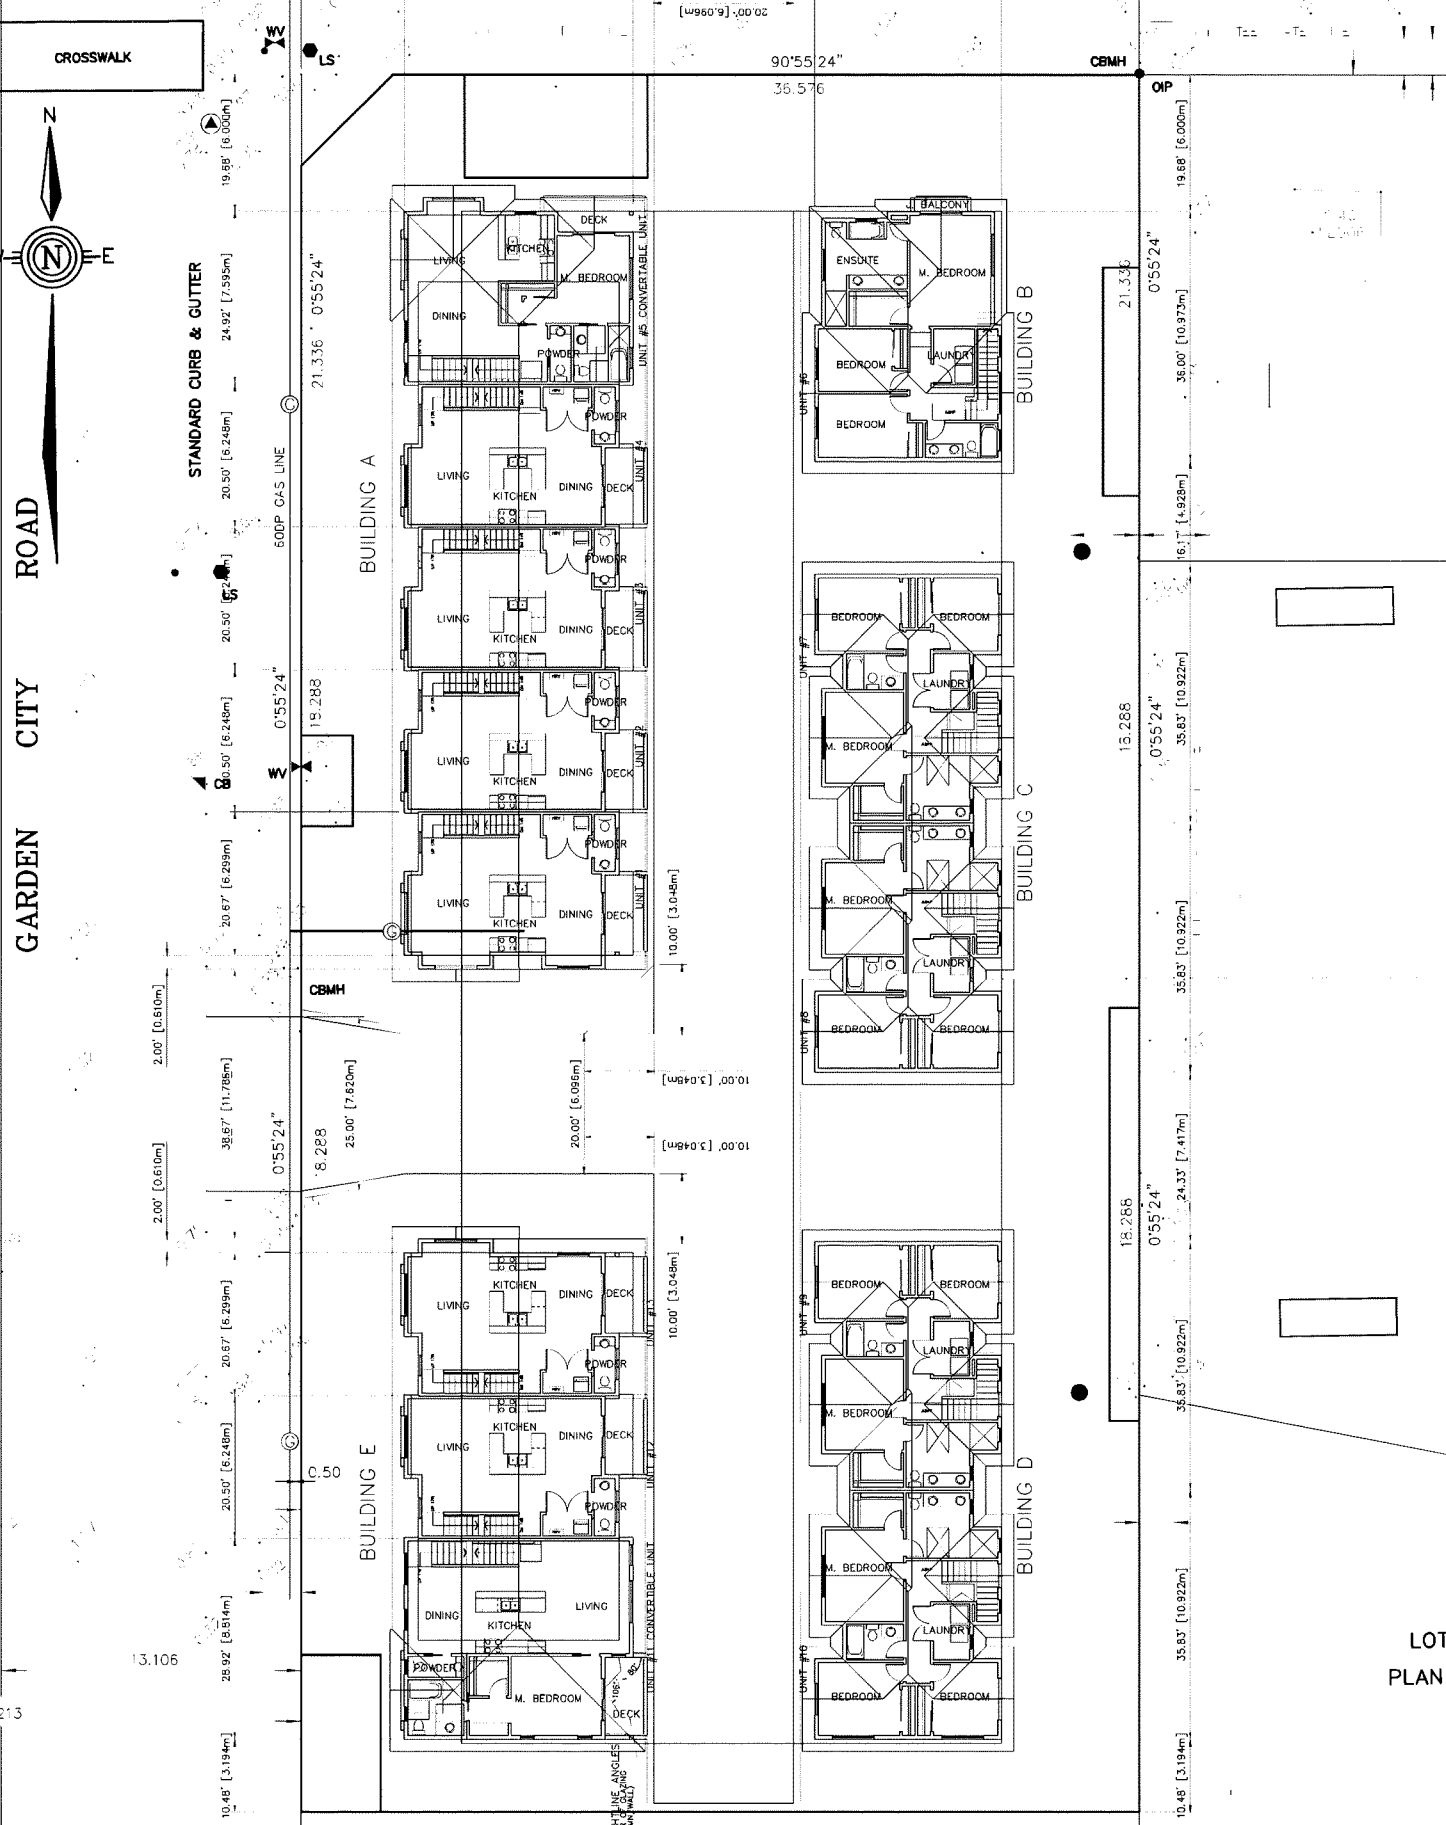 20.00' [6.096m]
CROSSWALK
WV
LS
90°55'24"
36.576
CBMH
OIP
N
N
E
STANDARD CURB & GUTTER
GARDEN CITY ROAD
600P GAS LINE
19.68' [6.000m]
24.92' [7.595m]
20.50' [6.248m]
20.50' [6.248m]
20.50' [6.248m]
20.67' [6.299m]
2.00' [0.610m]
38.67' [11.786m]
2.00' [0.610m]
20.67' [6.299m]
20.50' [6.248m]
28.92' [8.814m]
10.48' [3.194m]
21.336
0°55'24"
0°55'24"
18.288
0°55'24"
18.288
25.00' [7.620m]
20.00' [6.096m]
LS
WV
CB
G
G
G
CBMH
0.50
13.106
213
BUILDING A
LIVING
KITCHEN
DECK
M. BEDROOM
DINING
POWDER
UNIT #5 CONVERTABLE UNIT
POWDER
LIVING
KITCHEN
DINING
DECK
UNIT #4
POWDER
LIVING
KITCHEN
DINING
DECK
UNIT #3
POWDER
LIVING
KITCHEN
DINING
DECK
UNIT #2
POWDER
LIVING
KITCHEN
DINING
DECK
UNIT #1
10.00' [3.048m]
10.00' [3.048m]
10.00' [3.048m]
10.00' [3.048m]
BUILDING E
KITCHEN
LIVING
DINING
DECK
POWDER
UNIT #13
KITCHEN
LIVING
DINING
DECK
POWDER
UNIT #12
DINING
KITCHEN
LIVING
POWDER
M. BEDROOM
DECK
UNIT #11 CONVERTIBLE UNIT
BUILDING B
BALCONY
ENSUITE
M. BEDROOM
BEDROOM
LAUNDRY
BEDROOM
UNIT #6
BUILDING C
BEDROOM
BEDROOM
UNIT #7
LAUNDRY
M. BEDROOM
M. BEDROOM
LAUNDRY
BEDROOM
BEDROOM
UNIT #8
BUILDING D
BEDROOM
BEDROOM
UNIT #9
LAUNDRY
M. BEDROOM
M. BEDROOM
LAUNDRY
BEDROOM
BEDROOM
UNIT #10
19.68' [6.000m]
21.336
0°55'24"
36.00' [10.973m]
16.17' [4.928m]
35.83' [10.922m]
18.288
0°55'24"
35.83' [10.922m]
24.33' [7.417m]
18.288
0°55'24"
35.83' [10.922m]
35.83' [10.922m]
10.48' [3.194m]
LOT
PLAN